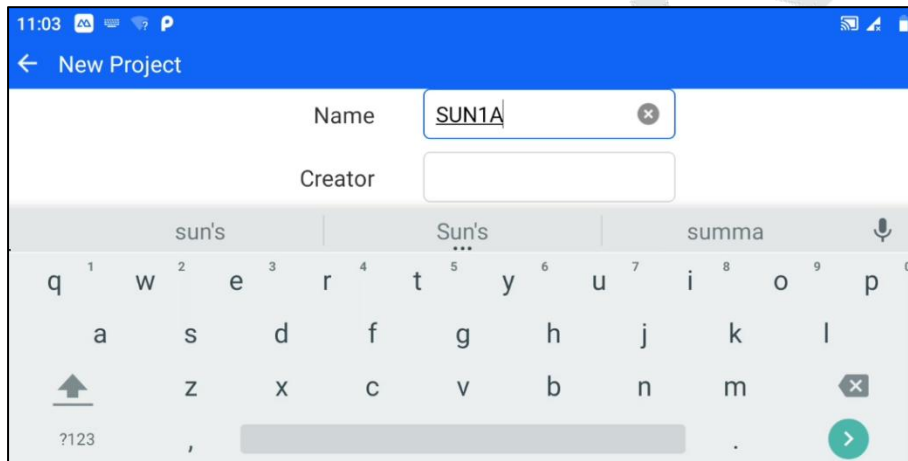 11:03
New Project
Name SUN1A
Creator
sun's Sun's summa
q 1 w 2 e 3 r 4 t 5 y 6 u 7 i 8 o 9 p 0
a s d f g h j k l
z x c v b n m
?123 , .